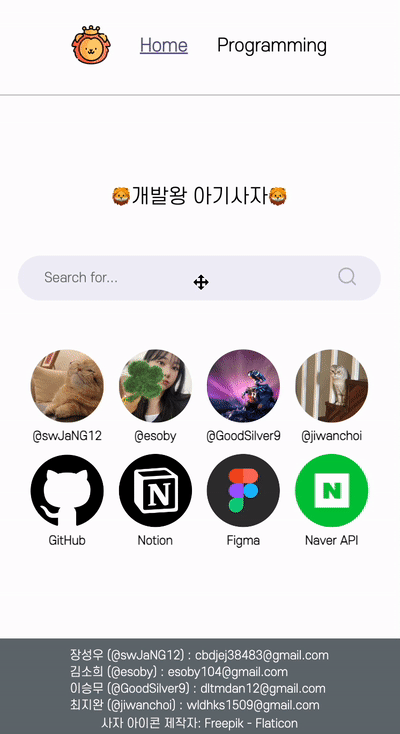 Home Programming
🦁개발왕 아기사자🦁
Search for...
@swJaNG12 @esoby @GoodSilver9 @jiwanchoi
N N
GitHub Notion Figma Naver API
장성우 (@swJaNG12) : cbdjej38483@gmail.com
김소희 (@esoby) : esoby104@gmail.com
이승무 (@GoodSilver9) : dltmdan12@gmail.com
최지완 (@jiwanchoi) : wldhks1509@gmail.com
사자 아이콘 제작자: Freepik - Flaticon